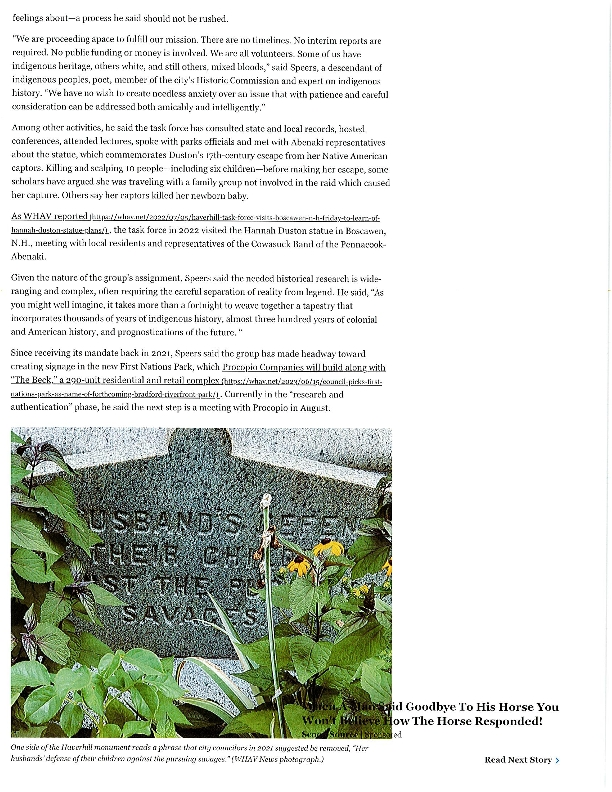 feelings about—a process he said should not be rushed.
"We are proceeding apace to fulfill our mission. There are no timelines. No interim reports are
required. No public funding or money is involved. We are all volunteers. Some of us have
indigenous heritage, others white, and still others, mixed bloods," said Speers, a descendant of
indigenous peoples, poet, member of the city's Historic Commission and expert on indigenous
history. "We have no wish to create needless anxiety over an issue that with patience and careful
consideration can be addressed both amicably and intelligently."
Among other activities, he said the task force has consulted state and local records, hosted
conferences, attended lectures, spoke with parks officials and met with Abenaki representatives
about the statue, which commemorates Duston's 17th-century escape from her Native American
captors. Killing and scalping 10 people—including six children—before making her escape, some
scholars have argued she was traveling with a family group not involved in the raid which caused
her capture. Others say her captors killed her newborn baby.
As WHAV reported (https://whav.net/2022/07/25/haverhill-task-force-visits-boscawen-n-h-friday-to-learn-of-
hannah-duston-statue-plans/), the task force in 2022 visited the Hannah Duston statue in Boscawen,
N.H., meeting with local residents and representatives of the Cowasuck Band of the Pennacook-
Abenaki.
Given the nature of the group's assignment, Speers said the needed historical research is wide-
ranging and complex, often requiring the careful separation of reality from legend. He said, "As
you might well imagine, it takes more than a fortnight to weave together a tapestry that
incorporates thousands of years of indigenous history, almost three hundred years of colonial
and American history, and prognostications of the future. "
Since receiving its mandate back in 2021, Speers said the group has made headway toward
creating signage in the new First Nations Park, which Procopio Companies will build along with
"The Beck," a 290-unit residential and retail complex (https://whav.net/2023/06/15/council-picks-first-
nations-park-as-name-of-forthcoming-bradford-riverfront-park/). Currently in the "research and
authentication" phase, he said the next step is a meeting with Procopio in August.
USBAND'S DEFEN
THEIR CHI
ST THE PU
SAVAGES
Goodbye To His Horse You
Won't Believe How The Horse Responded!
Sponsored
One side of the Haverhill monument reads a phrase that city councilors in 2021 suggested be removed, "Her
husbands' defense of their children against the pursuing savages." (WHAV News photograph.)
Read Next Story >